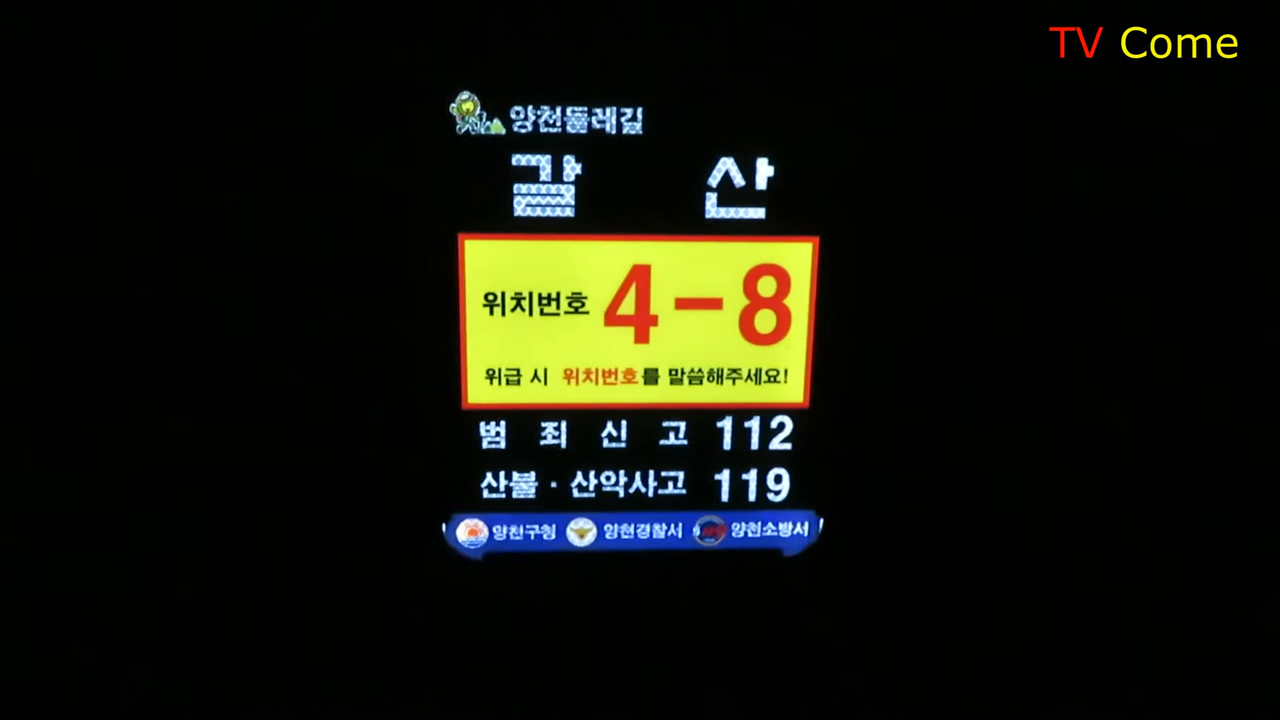 TV Come
양천둘레길
갈 산
위치번호 4-8
위급 시 위치번호를 말씀해주세요!
범죄신고 112
산불·산악사고 119
양천구청 양천경찰서 양천소방서